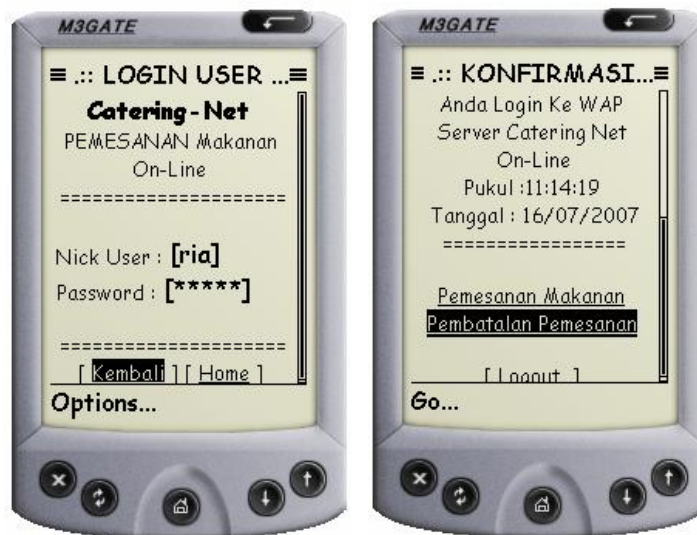 M3GATE
≡ .:: LOGIN USER ...≡
Catering-Net
PEMESANAN Makanan
On-Line
=====================
Nick User : [ria]
Password : [*****]
=====================
[ Kembali ] [ Home ]
Options...
M3GATE
≡ .:: KONFIRMASI...≡
Anda Login Ke WAP
Server Catering Net
On-Line
Pukul :11:14:19
Tanggal : 16/07/2007
=================
Pemesanan Makanan
Pembatalan Pemesanan
[ Logout ]
Go...